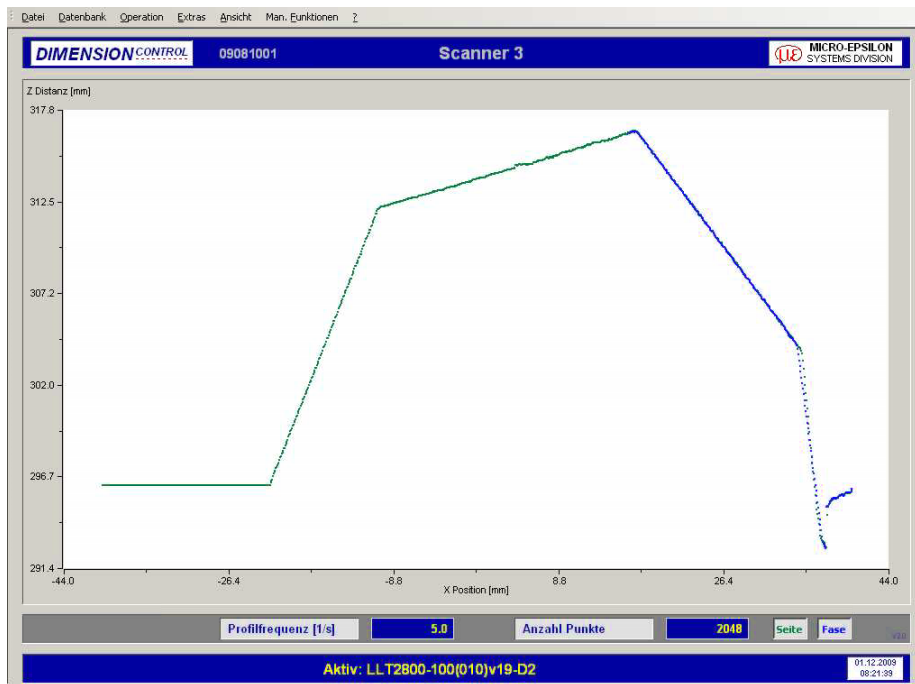 Datei Datenbank Operation Extras Ansicht Man. Funktionen ?
DIMENSION CONTROL 09081001 Scanner 3 με MICRO-EPSILON
SYSTEMS DIVISION
Z Distanz [mm]
317.8
312.5
307.2
302.0
296.7
291.4
-44.0 -26.4 -8.8 8.8 26.4 44.0
X Position [mm]
Profilfrequenz [1/s] 5.0 Anzahl Punkte 2048 Seite Fase
Aktiv: LLT2800-100(010)v19-D2
01.12.2009
08:21:39